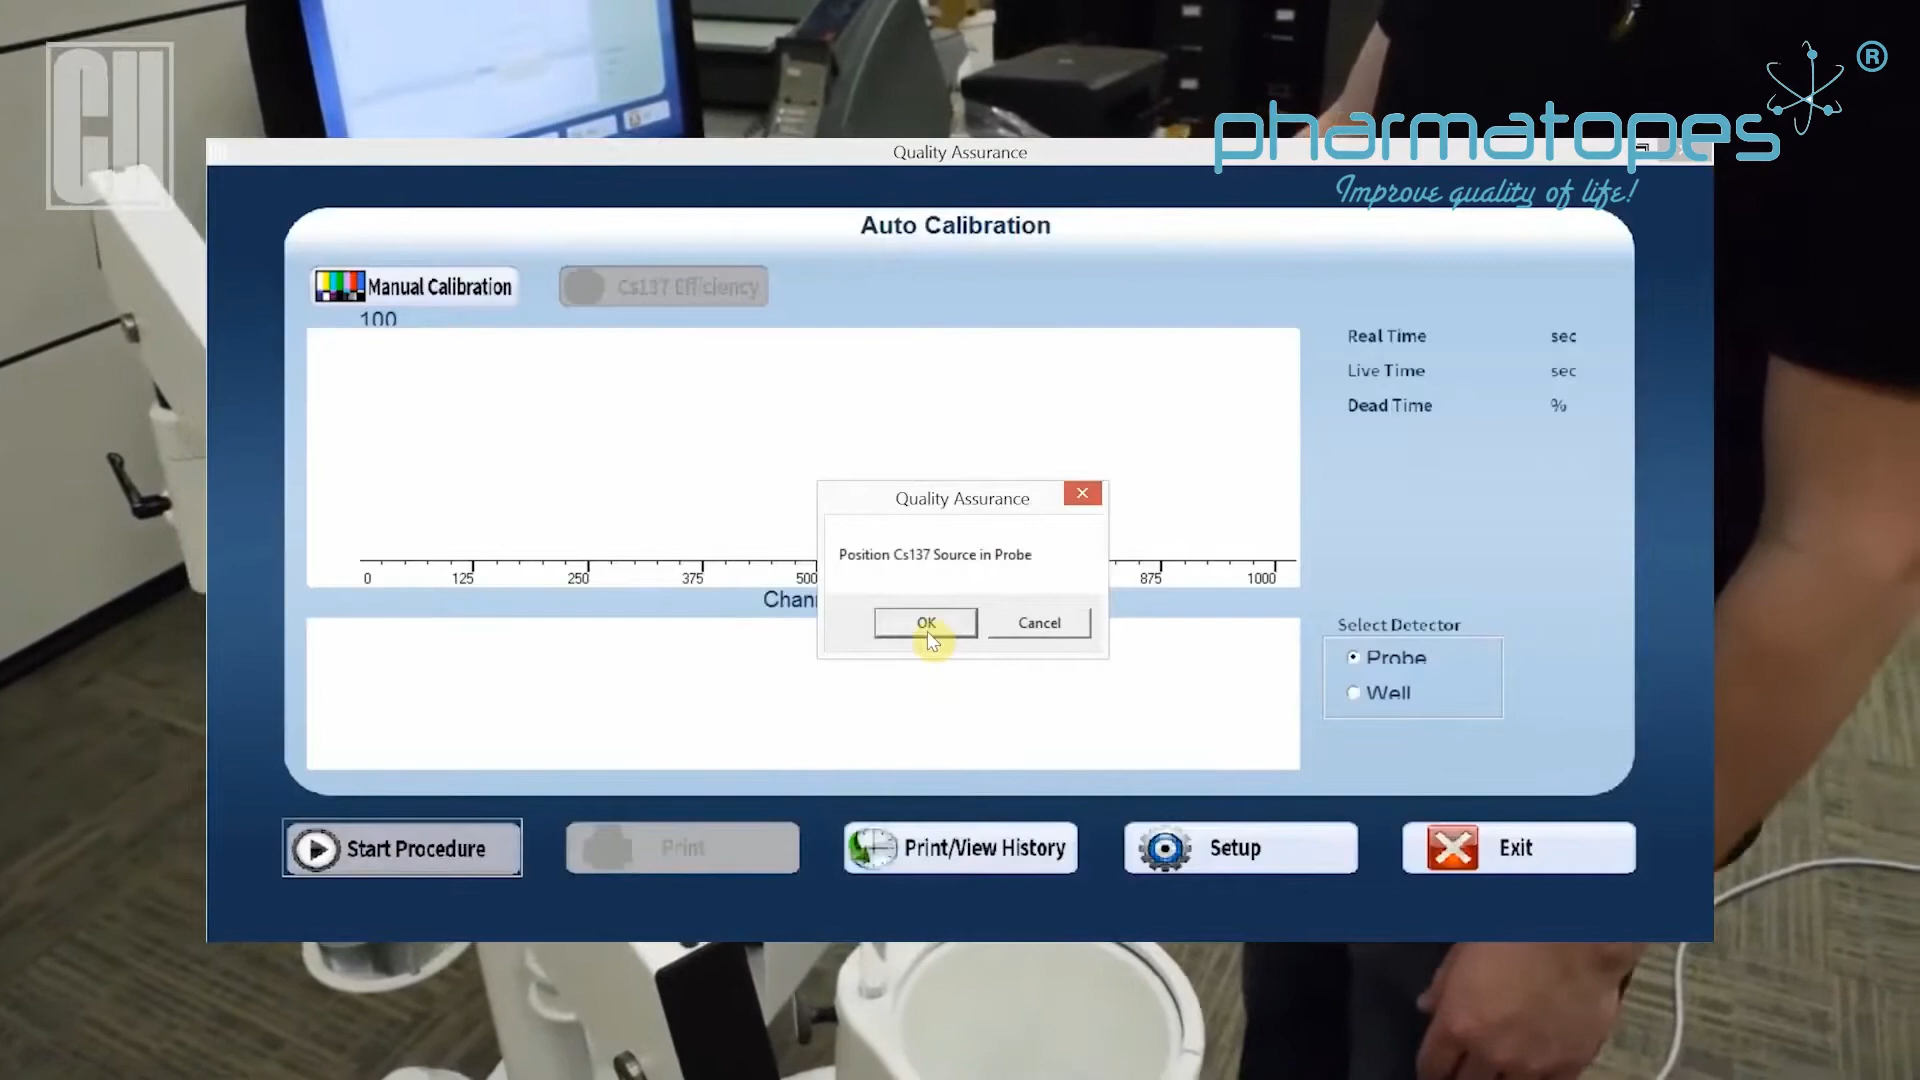 CII
pharmatopes®
Improve quality of life!
Quality Assurance
Auto Calibration
Manual Calibration
Cs137 Efficiency
100
Real Time sec
Live Time sec
Dead Time %
Quality Assurance
Position Cs137 Source in Probe
OK Cancel
0 125 250 375 500 875 1000
Chann
Select Detector
Probe
Well
Start Procedure
Print
Print/View History
Setup
Exit